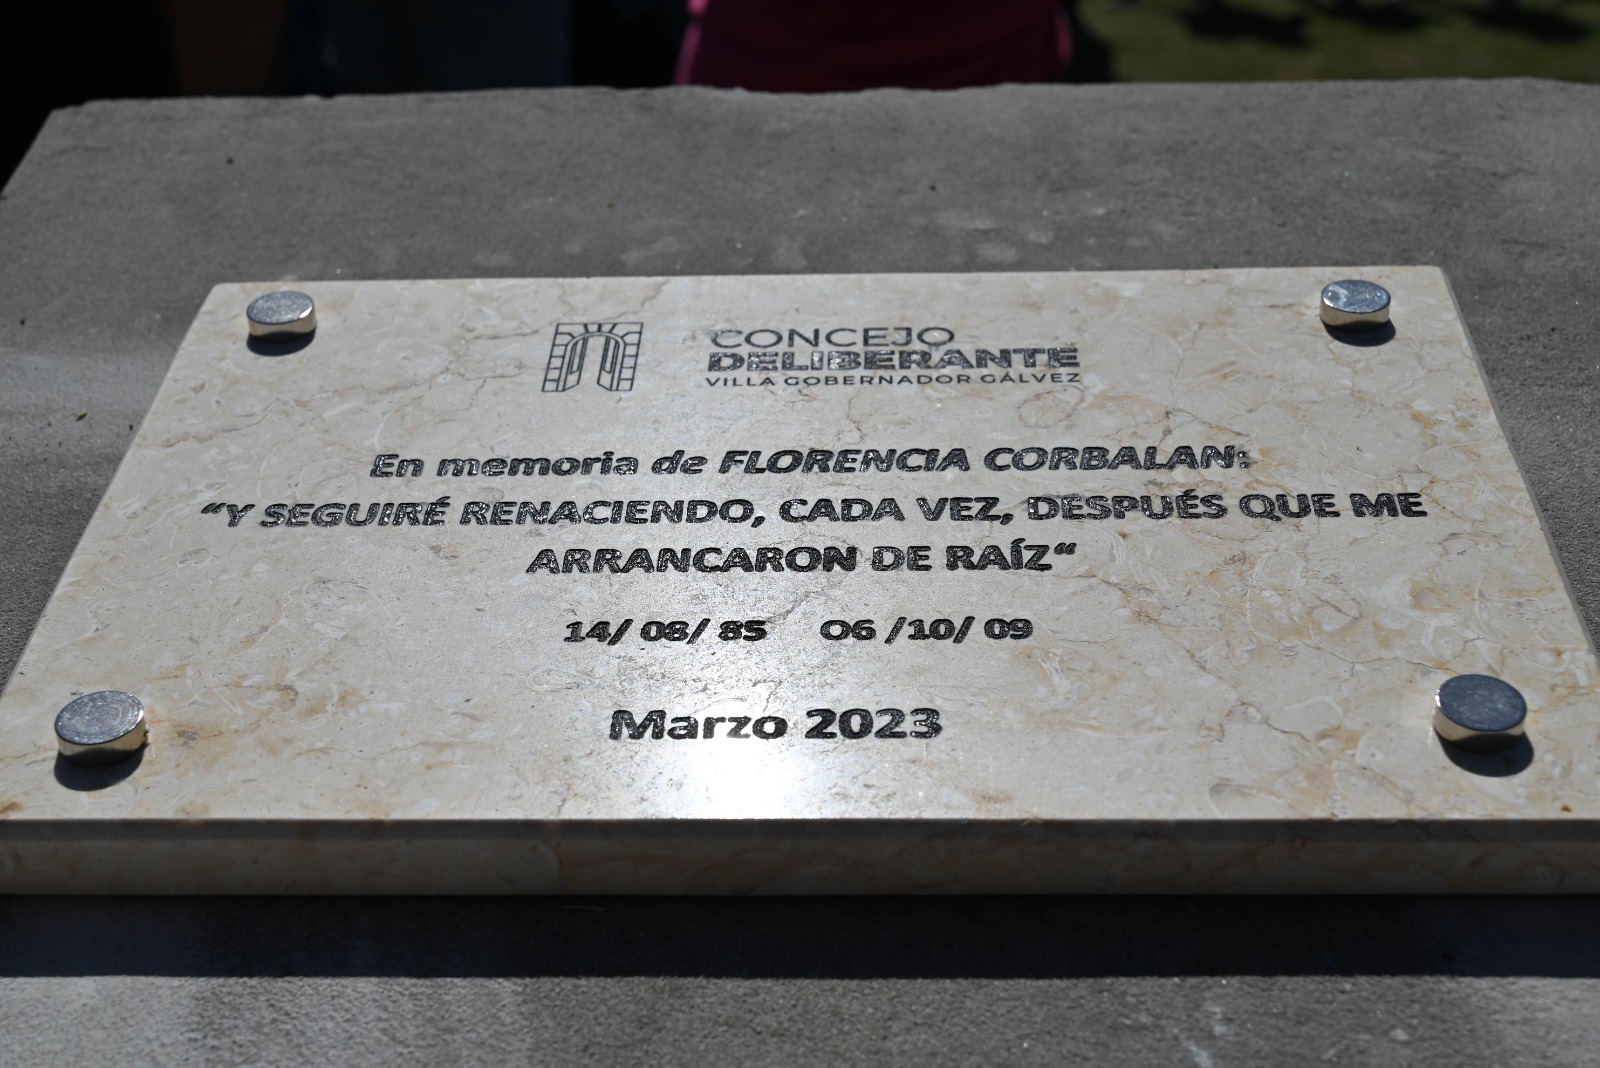 CONCEJO
DELIBERANTE
VILLA GOBERNADOR GÁLVEZ
En memoria de FLORENCIA CORBALAN:
“Y SEGUIRÉ RENACIENDO, CADA VEZ, DESPUÉS QUE ME
ARRANCARON DE RAÍZ“
14/ 08/ 85 06 /10/ 09
Marzo 2023